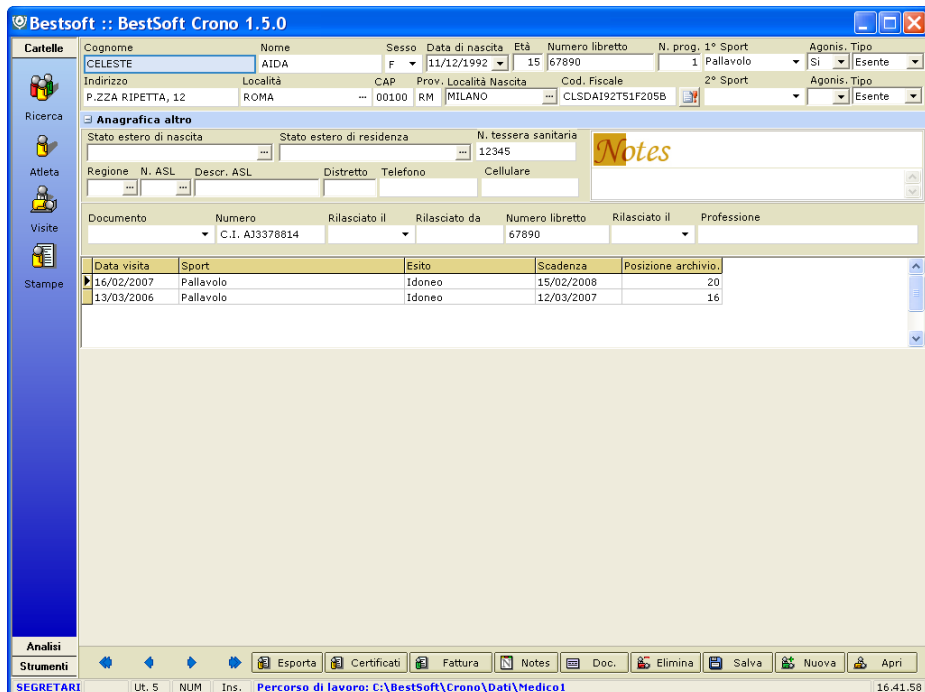 Bestsoft :: BestSoft Crono 1.5.0
Cartelle
Ricerca
Atleta
Visite
Stampe
Analisi
Strumenti
Cognome Nome Sesso Data di nascita Età Numero libretto N. prog. 1° Sport Agonis. Tipo
CELESTE AIDA F 11/12/1992 15 67890 1 Pallavolo Si Esente
Indirizzo Località CAP Prov. Località Nascita Cod. Fiscale 2° Sport Agonis. Tipo
P.ZZA RIPETTA, 12 ROMA ... 00100 RM MILANO ... CLSDAI92T51F205B Esente
Anagrafica altro
Stato estero di nascita Stato estero di residenza N. tessera sanitaria
... ... 12345
Notes
Regione N. ASL Descr. ASL Distretto Telefono Cellulare
... ...
Documento Numero Rilasciato il Rilasciato da Numero libretto Rilasciato il Professione
C.I. AJ3378814 67890
Data visita Sport Esito Scadenza Posizione archivio.
16/02/2007 Pallavolo Idoneo 15/02/2008 20
13/03/2006 Pallavolo Idoneo 12/03/2007 16
Esporta Certificati Fattura Notes Doc. Elimina Salva Nuova Apri
SEGRETARI Ut. 5 NUM Ins. Percorso di lavoro: C:\BestSoft\Crono\Dati\Medico1 16.41.58